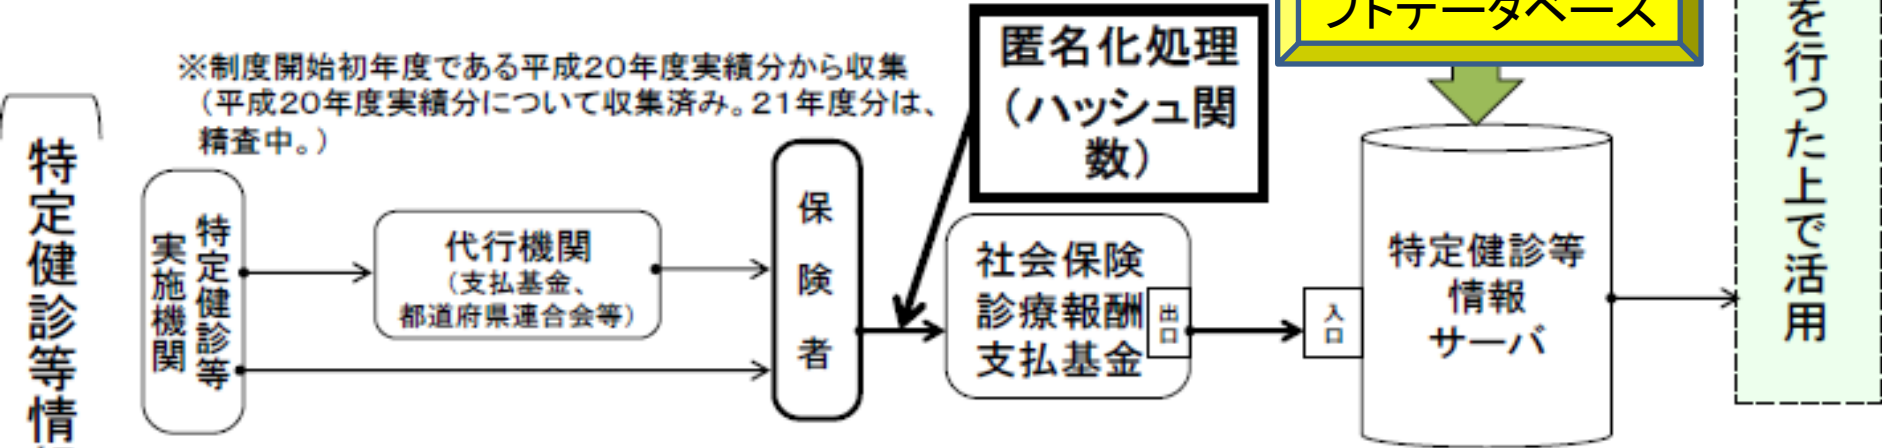 ※制度開始初年度である平成20年度実績分から収集
（平成20年度実績分について収集済み。21年度分は、
精査中。）
特定健診等情
特定健診等
実施機関
代行機関
（支払基金、
都道府県連合会等）
保険者
匿名化処理
（ハッシュ関
数）
社会保険
診療報酬
支払基金
出口
入口
プトデータベース
特定健診等
情報
サーバ
を行った上で活用